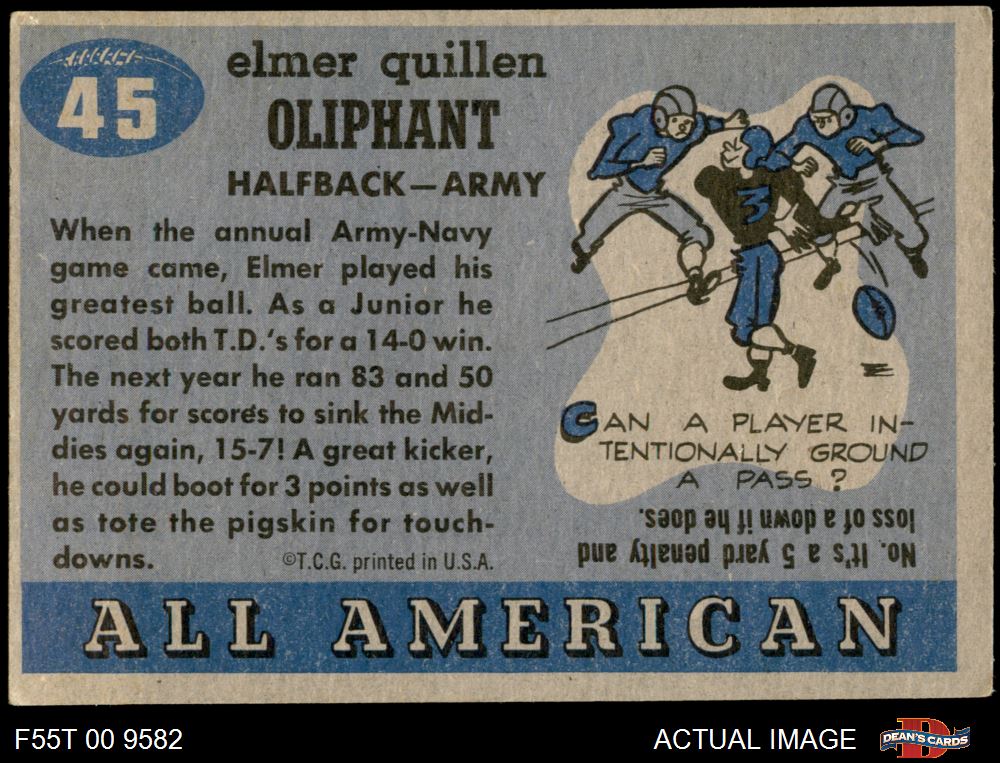 45
elmer quillen
OLIPHANT
HALFBACK—ARMY
When the annual Army-Navy
game came, Elmer played his
greatest ball. As a Junior he
scored both T.D.'s for a 14-0 win.
The next year he ran 83 and 50
yards for scores to sink the Mid-
dies again, 15-7! A great kicker,
he could boot for 3 points as well
as tote the pigskin for touch-
downs.
©T.C.G. printed in U.S.A.
3
CAN A PLAYER IN-
TENTIONALLY GROUND
A PASS?
No. It's a 5 yard penalty and
loss of a down if he does.
ALL AMERICAN
F55T 00 9582
ACTUAL IMAGE
D
DEAN'S CARDS